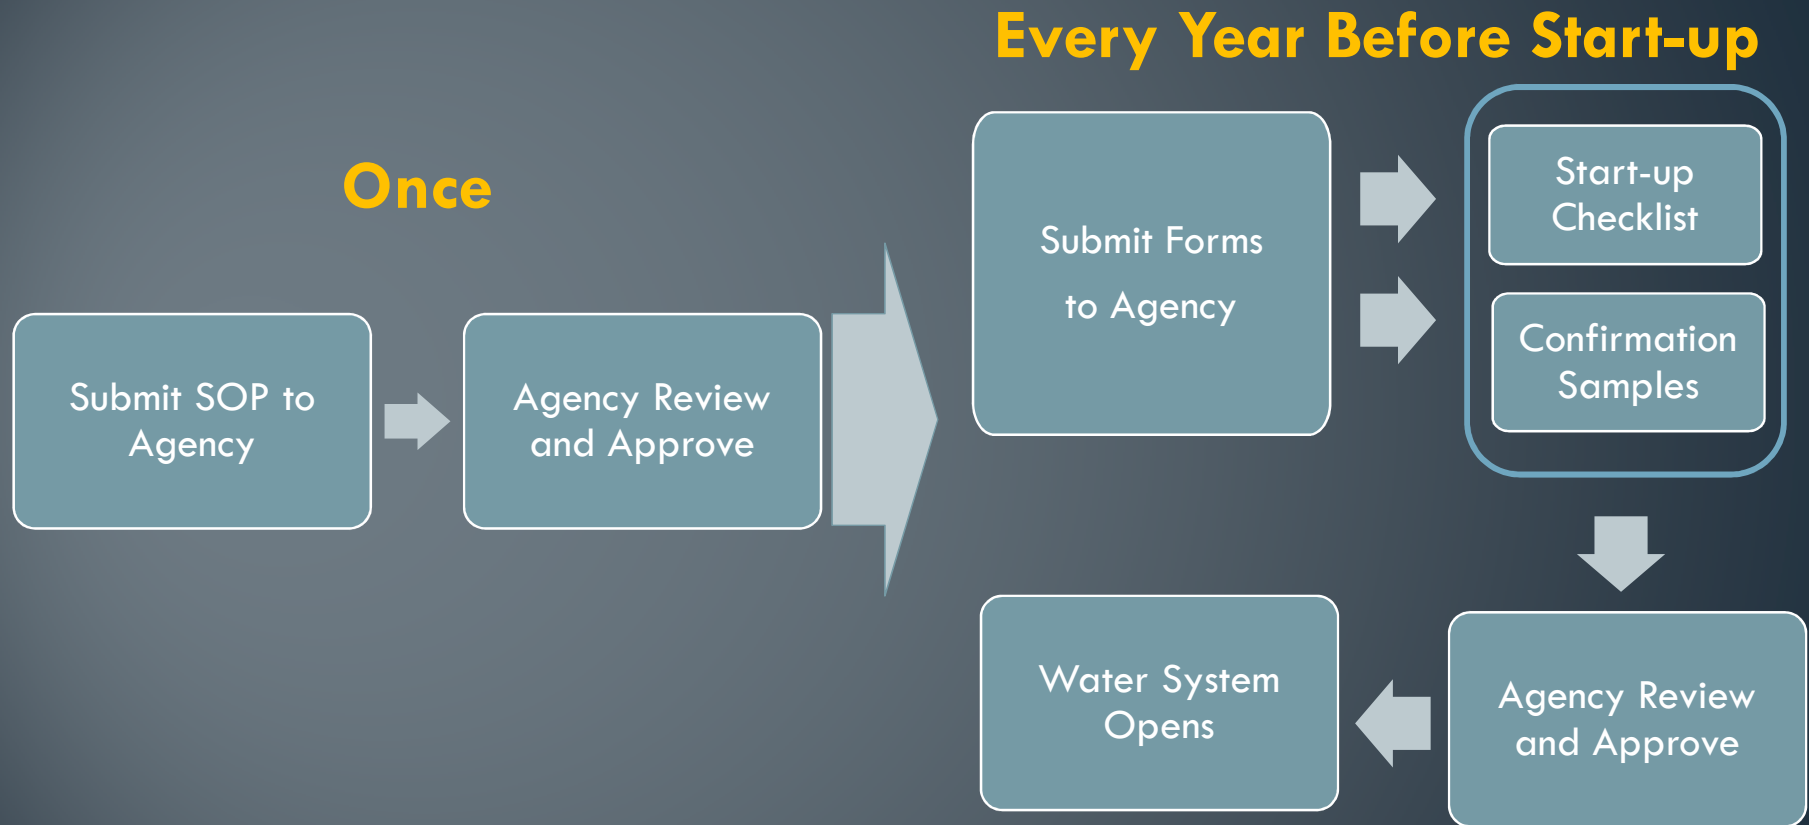 Every Year Before Start-up
Once
Submit SOP to
Agency
Agency Review
and Approve
Submit Forms
to Agency
Start-up
Checklist
Confirmation
Samples
Agency Review
and Approve
Water System
Opens